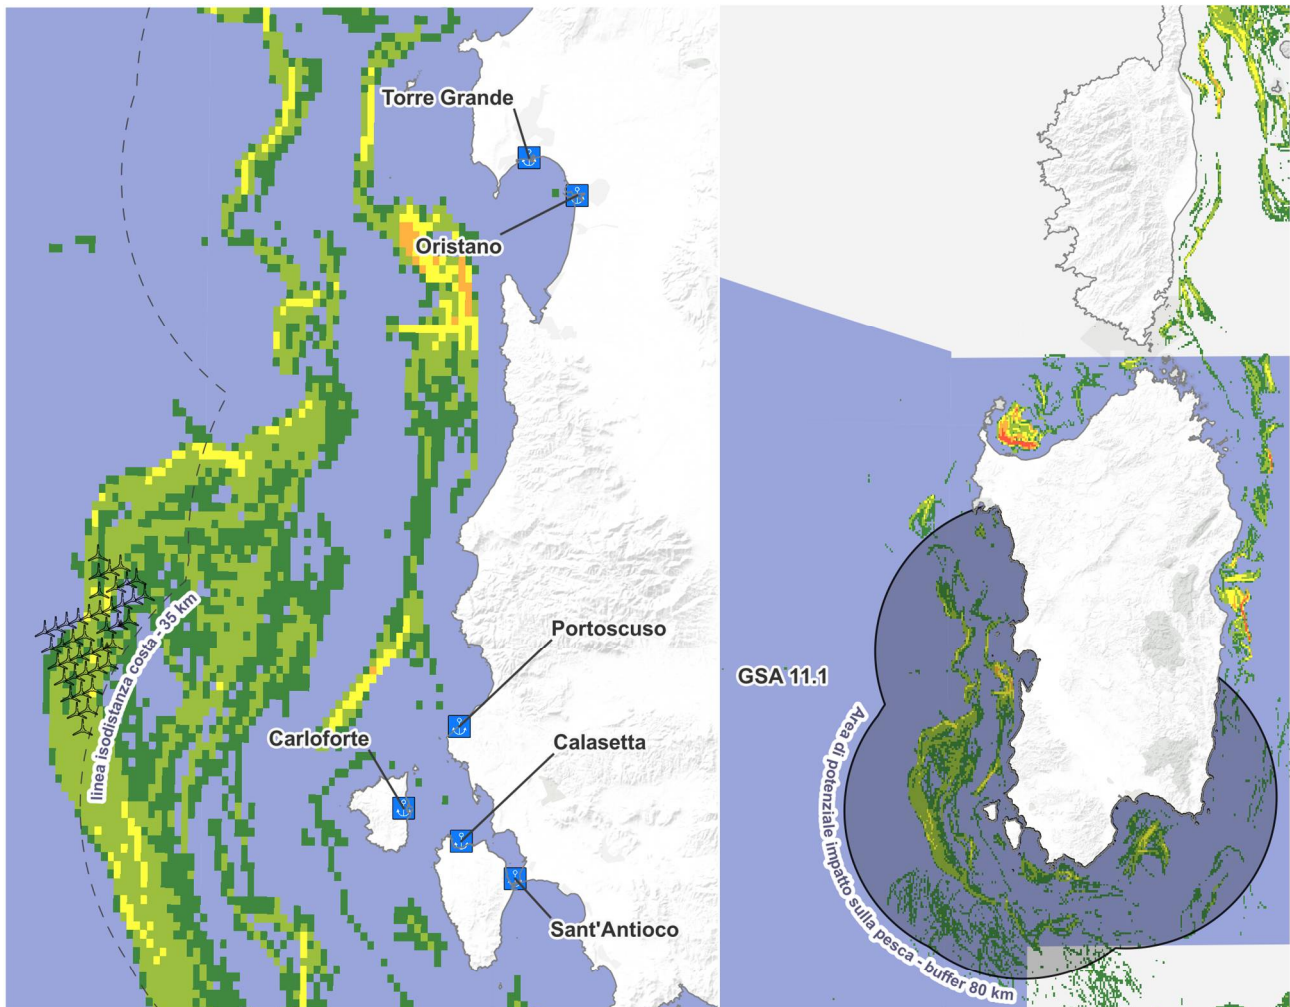 Torre Grande
Oristano
linea isodistanza costa - 35 km
Portoscuso
Carloforte
Calasetta
Sant'Antioco
GSA 11.1
Area di potenziale impatto sulla pesca - buffer 80 km